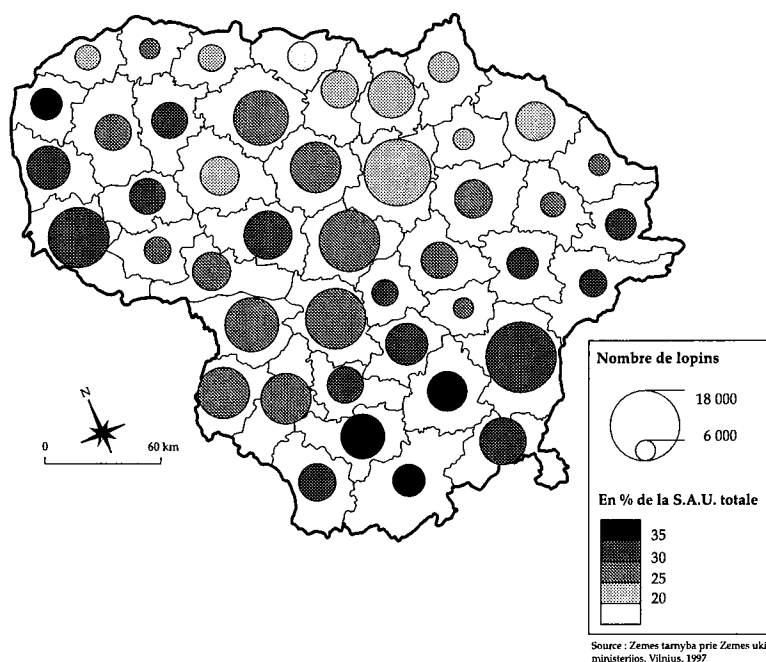 N
0 60 km
Nombre de lopins
18 000
6 000
En % de la S.A.U. totale
35
30
25
20
Source : Zemes tarnyba prie Zemes uki
ministerijos, Vilnius, 1997